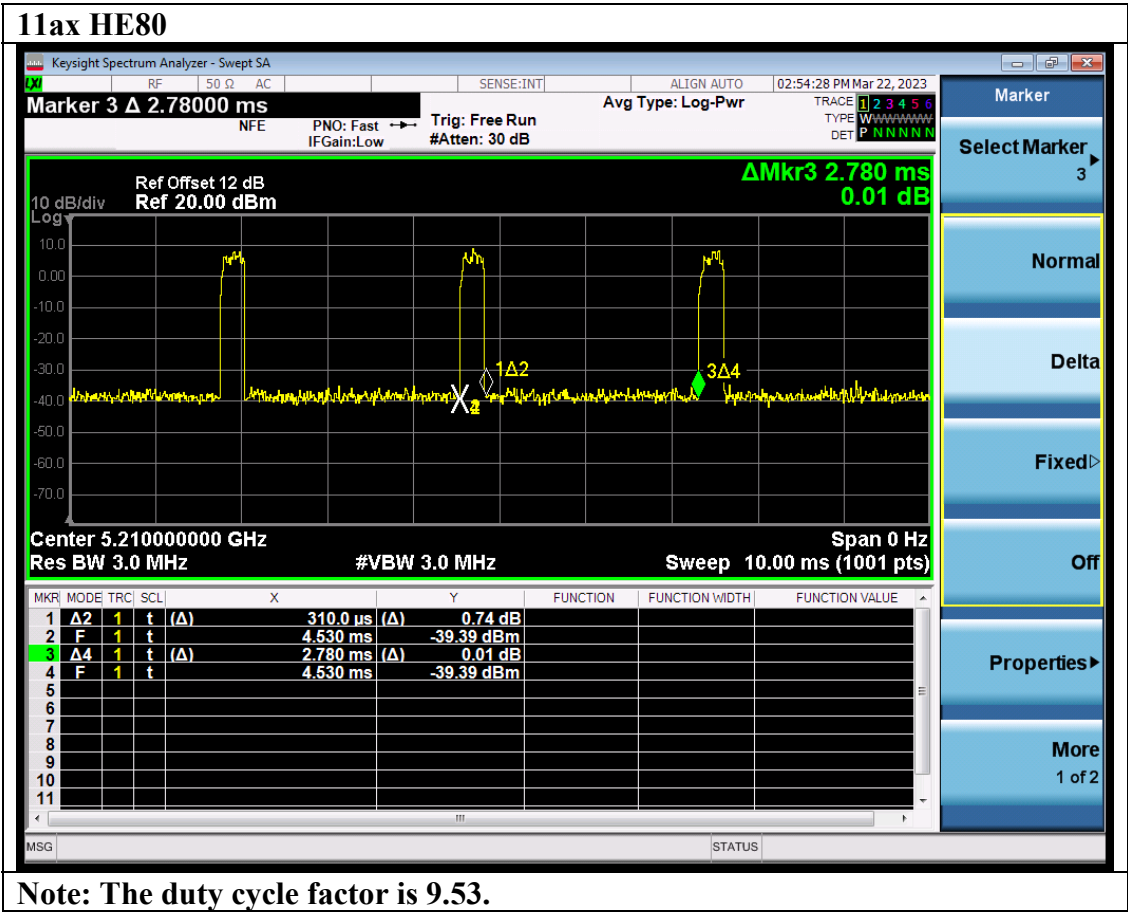 11ax HE80
Keysight Spectrum Analyzer - Swept SA
LXI RF 50 Ω AC SENSE:INT ALIGN AUTO 02:54:28 PM Mar 22, 2023
Marker 3 Δ 2.78000 ms
NFE PNO: Fast IFGain:Low
Trig: Free Run
#Atten: 30 dB
Avg Type: Log-Pwr
TRACE 1 2 3 4 5 6
TYPE WWWWWWW
DET P N N N N N
ΔMkr3 2.780 ms
0.01 dB
Ref Offset 12 dB
10 dB/div Ref 20.00 dBm
Log
10.0
0.00
-10.0
-20.0
-30.0
-40.0
-50.0
-60.0
-70.0
1Δ2
3Δ4
Center 5.210000000 GHz Span 0 Hz
Res BW 3.0 MHz #VBW 3.0 MHz Sweep 10.00 ms (1001 pts)
MKR MODE TRC SCL X Y FUNCTION FUNCTION WIDTH FUNCTION VALUE
1 Δ2 1 t (Δ) 310.0 µs (Δ) 0.74 dB
2 F 1 t 4.530 ms -39.39 dBm
3 Δ4 1 t (Δ) 2.780 ms (Δ) 0.01 dB
4 F 1 t 4.530 ms -39.39 dBm
5
6
7
8
9
10
11
MSG STATUS
Marker
Select Marker
3
Normal
Delta
Fixed
Off
Properties
More
1 of 2
Note: The duty cycle factor is 9.53.